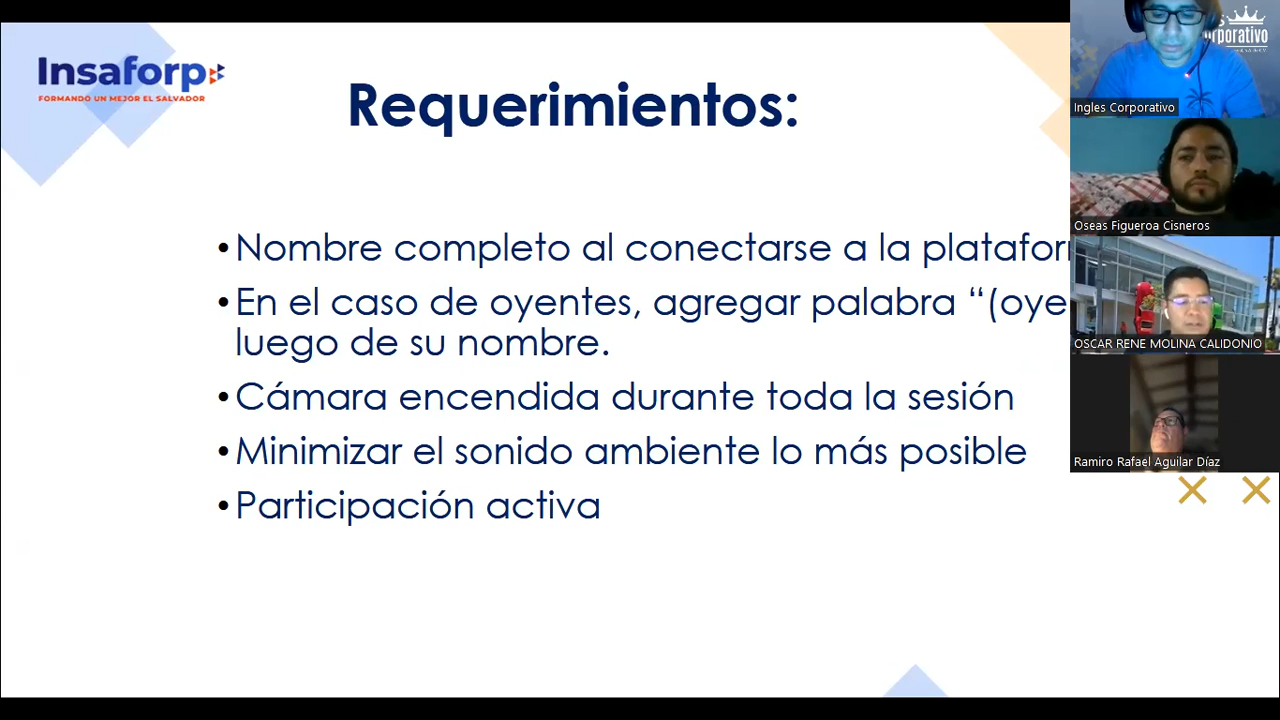 Insaforp
FORMANDO UN MEJOR EL SALVADOR
Requerimientos:
• Nombre completo al conectarse a la platafor
• En el caso de oyentes, agregar palabra “(oye
luego de su nombre.
• Cámara encendida durante toda la sesión
• Minimizar el sonido ambiente lo más posible
• Participación activa
Ingles Corporativo
Oseas Figueroa Cisneros
OSCAR RENE MOLINA CALIDONIO
Ramiro Rafael Aguilar Díaz